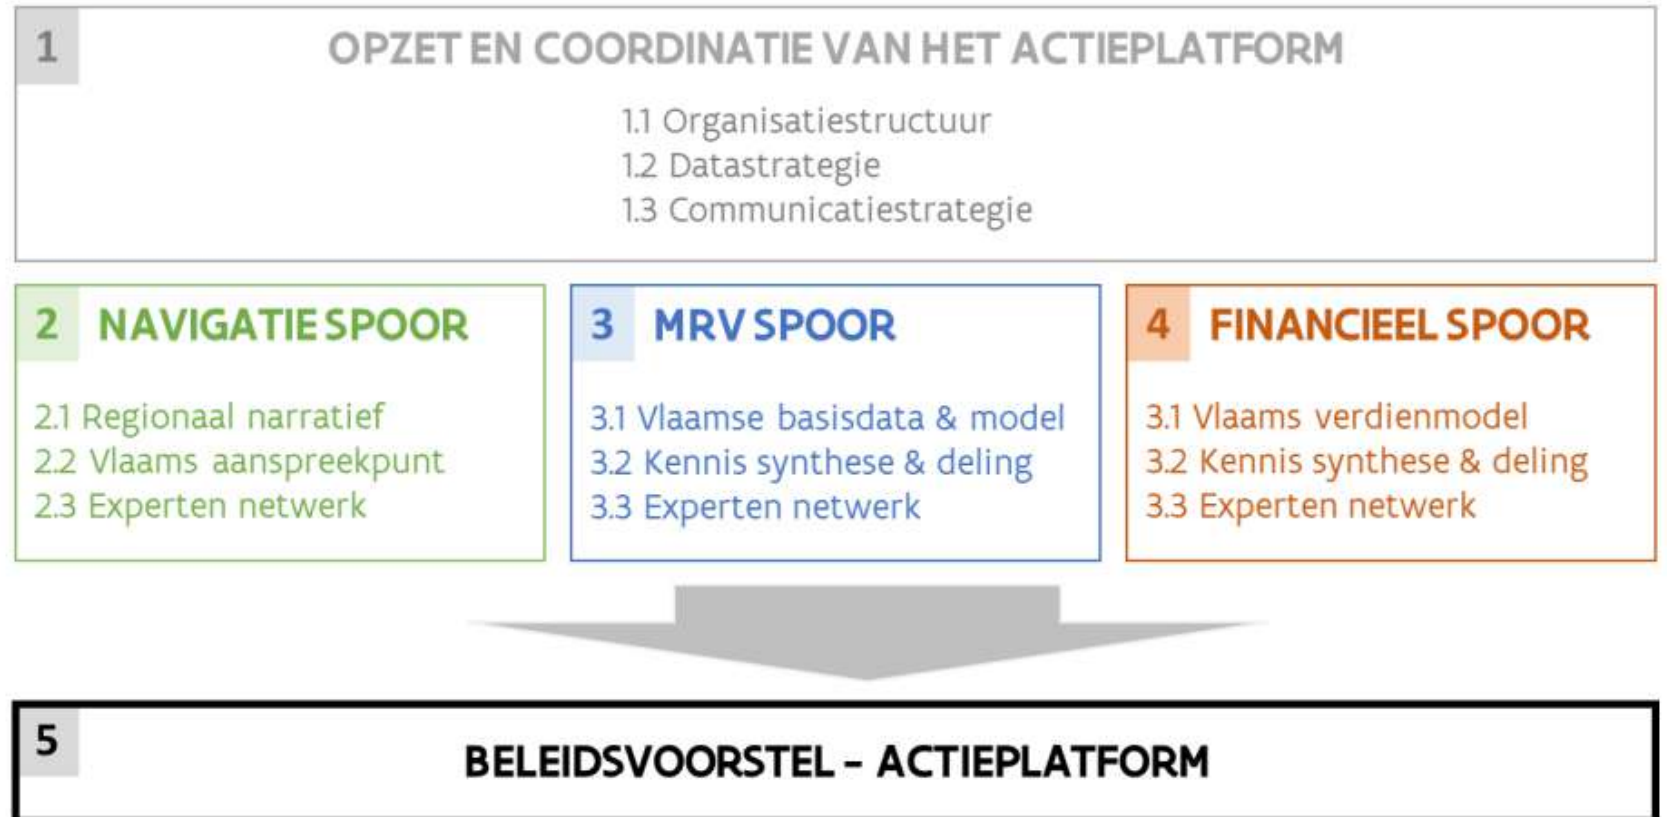 1
OPZET EN COORDINATIE VAN HET ACTIEPLATFORM
1.1 Organisatiestructuur
1.2 Datastrategie
1.3 Communicatiestrategie
2 NAVIGATIE SPOOR
2.1 Regionaal narratief
2.2 Vlaams aanspreekpunt
2.3 Experten netwerk
3 MRV SPOOR
3.1 Vlaamse basisdata & model
3.2 Kennis synthese & deling
3.3 Experten netwerk
4 FINANCIEEL SPOOR
3.1 Vlaams verdienmodel
3.2 Kennis synthese & deling
3.3 Experten netwerk
5
BELEIDSVOORSTEL – ACTIEPLATFORM